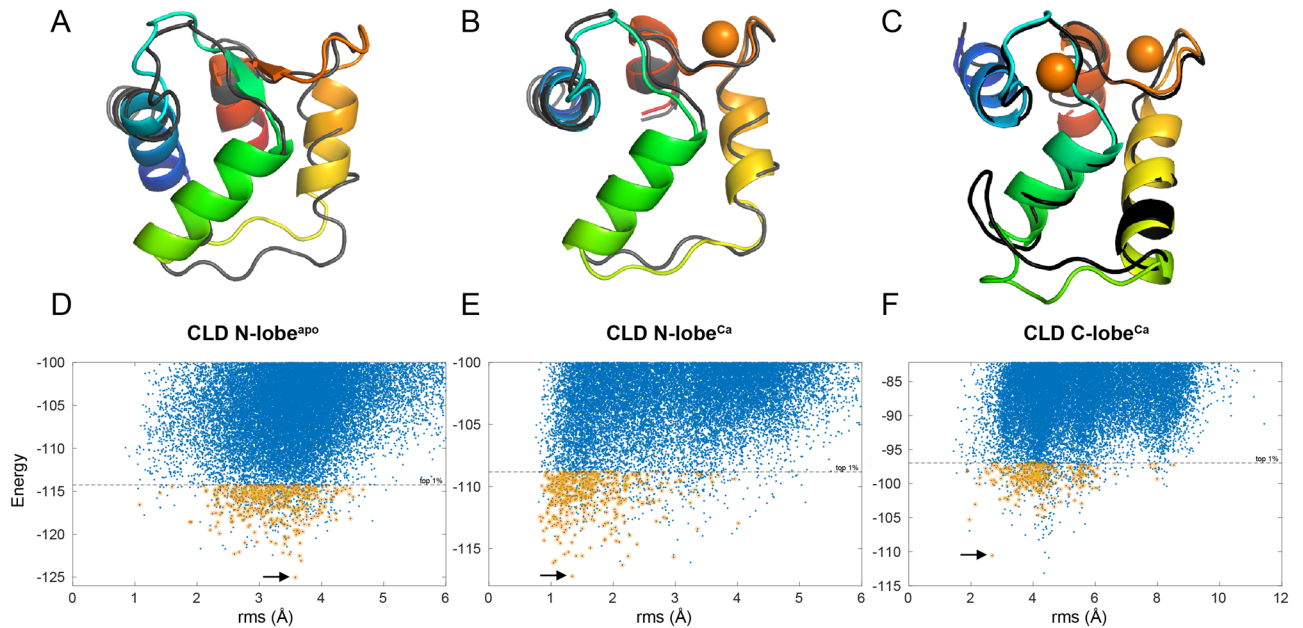 A
B
C
D
E
F
CLD N-lobeᵃᵖᵒ
CLD N-lobeᶜᵃ
CLD C-lobeᶜᵃ
Energy
-100
-105
-110
-115
-120
-125
top 1%
0 1 2 3 4 5 6
rms (Å)
-100
-105
-110
-115
top 1%
0 1 2 3 4 5 6
rms (Å)
-85
-90
-95
-100
-105
-110
-115
top 1%
0 2 4 6 8 10 12
rms (Å)